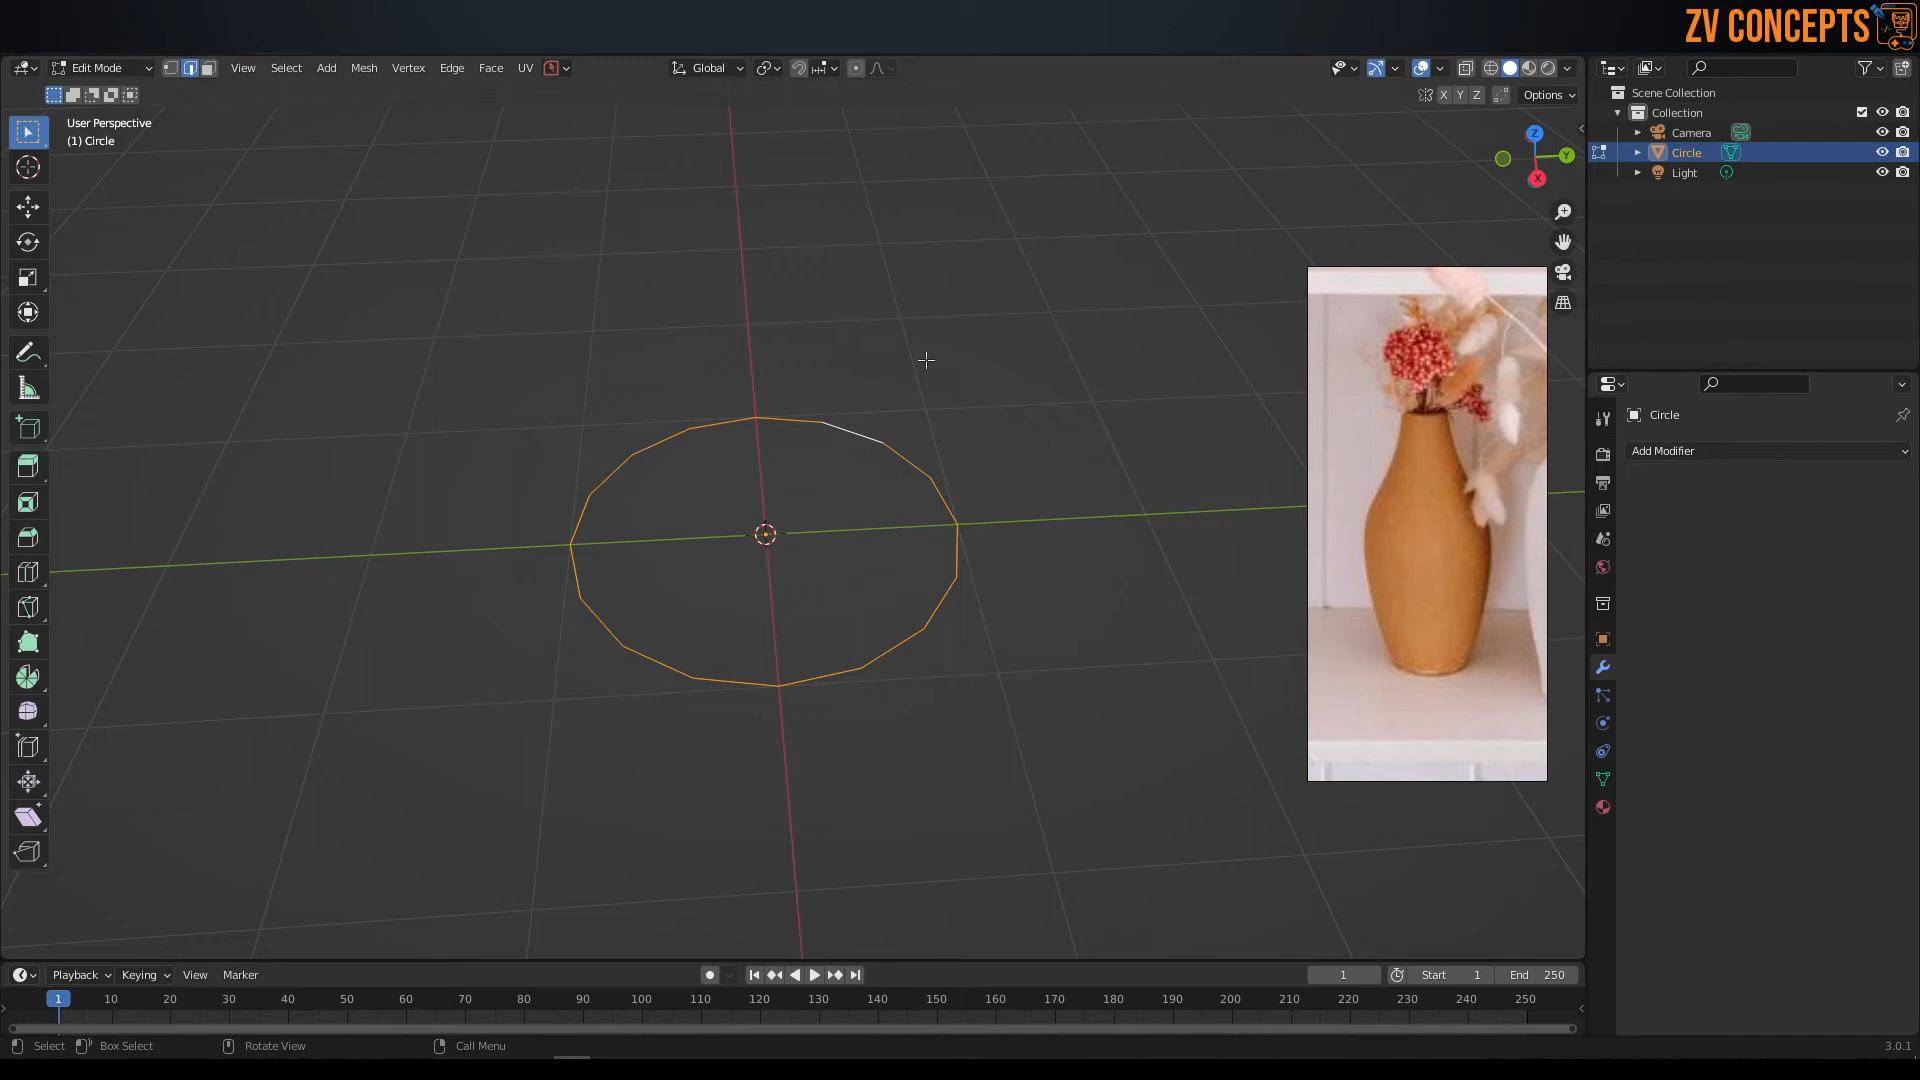 ZV CONCEPTS
Edit Mode
View
Select
Add
Mesh
Vertex
Edge
Face
UV
Global
X
Y
Z
Options
User Perspective
(1) Circle
Z
Y
X
Scene Collection
Collection
Camera
Circle
Light
Circle
Add Modifier
Playback
Keying
View
Marker
1
Start 1
End 250
1 10 20 30 40 50 60 70 80 90 100 110 120 130 140 150 160 170 180 190 200 210 220 230 240 250
Select
Box Select
Rotate View
Call Menu
3.0.1